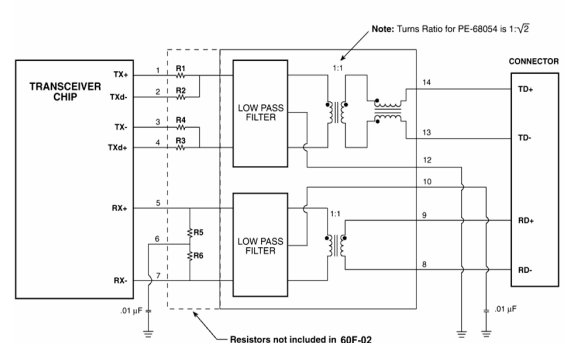 Note: Turns Ratio for PE-68054 is 1:√2
CONNECTOR
TRANSCEIVER
CHIP
TX+
1
R1
TXd-
2
R2
TX-
3
R4
TXd+
4
R3
LOW PASS
FILTER
1:1
14
TD+
13
TD-
12
10
RX+
5
6
R5
R6
RX-
7
LOW PASS
FILTER
1:1
9
RD+
8
RD-
.01 µF
.01 µF
Resistors not included in 60F-02